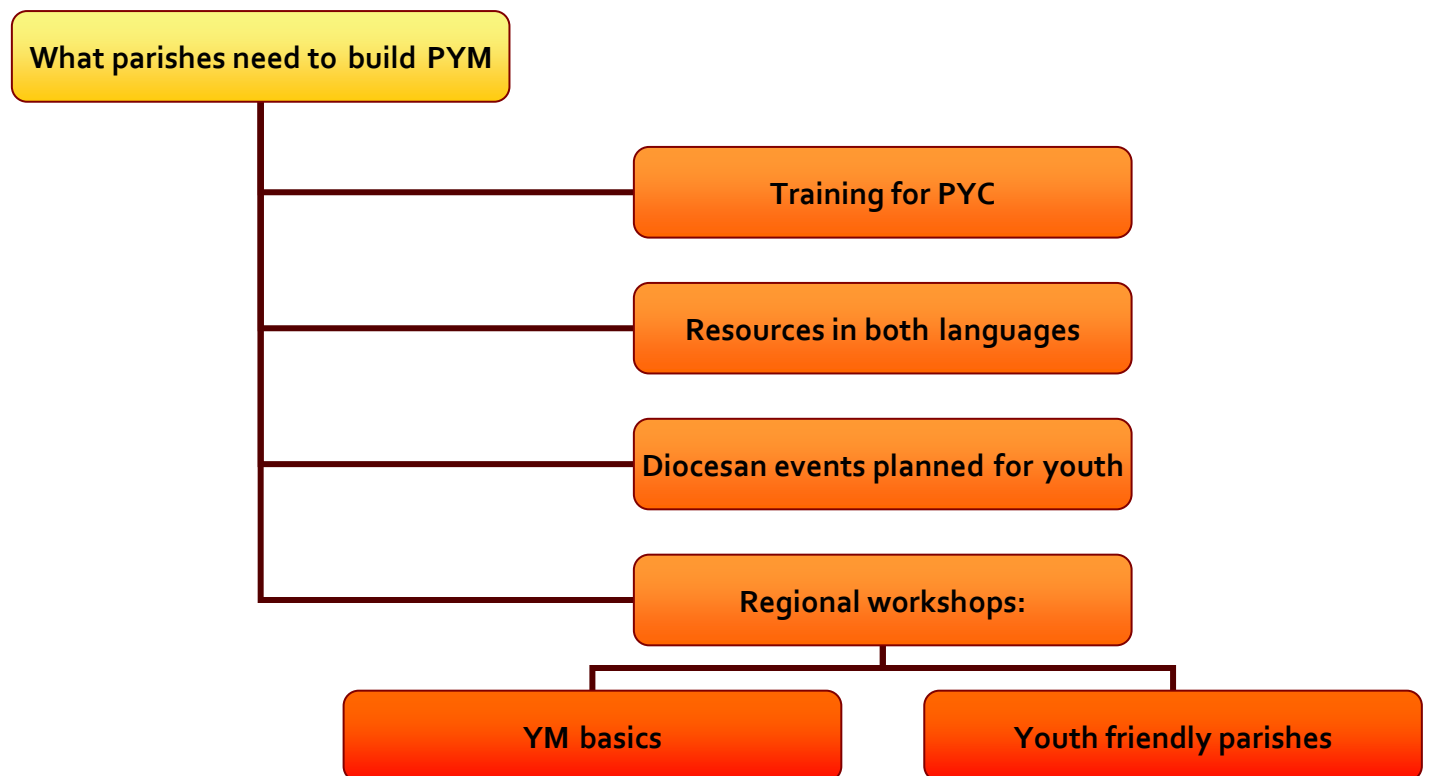 What parishes need to build PYM
Training for PYC
Resources in both languages
Diocesan events planned for youth
Regional workshops:
YM basics
Youth friendly parishes